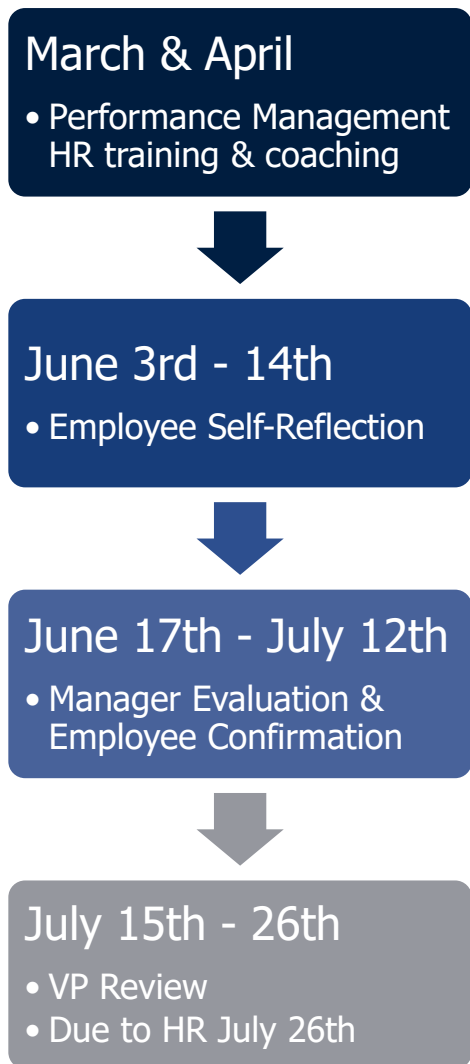 March & April
• Performance Management
HR training & coaching
June 3rd - 14th
• Employee Self-Reflection
June 17th - July 12th
• Manager Evaluation &
Employee Confirmation
July 15th - 26th
• VP Review
• Due to HR July 26th